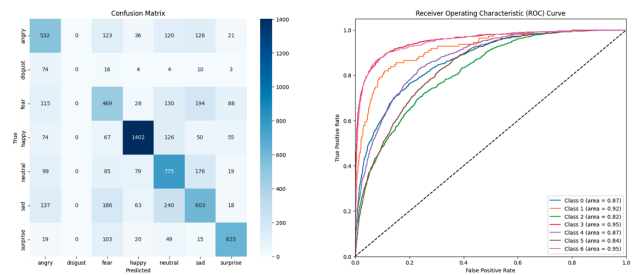 Confusion Matrix
angry 532 0 123 36 120 126 21
disgust 74 0 16 4 4 10 3
fear 115 0 469 28 130 194 88
happy 74 0 67 1402 126 50 55
neutral 99 0 85 79 775 176 19
sad 137 0 186 63 240 603 18
surprise 19 0 103 20 49 15 625
angry disgust fear happy neutral sad surprise
Predicted
True
1400
1200
1000
800
600
400
200
0
Receiver Operating Characteristic (ROC) Curve
True Positive Rate
1.0
0.8
0.6
0.4
0.2
0.0
0.0 0.2 0.4 0.6 0.8 1.0
False Positive Rate
Class 0 (area = 0.87)
Class 1 (area = 0.92)
Class 2 (area = 0.82)
Class 3 (area = 0.95)
Class 4 (area = 0.87)
Class 5 (area = 0.84)
Class 6 (area = 0.95)